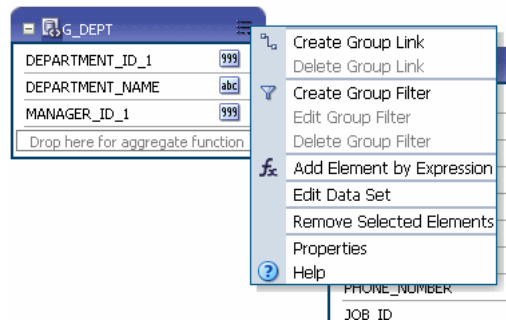 G_DEPT
DEPARTMENT_ID_1 999
DEPARTMENT_NAME abc
MANAGER_ID_1 999
Drop here for aggregate function
Create Group Link
Delete Group Link
Create Group Filter
Edit Group Filter
Delete Group Filter
fx Add Element by Expression
Edit Data Set
Remove Selected Elements
Properties
? Help
PHONE_NUMBER
JOB_ID